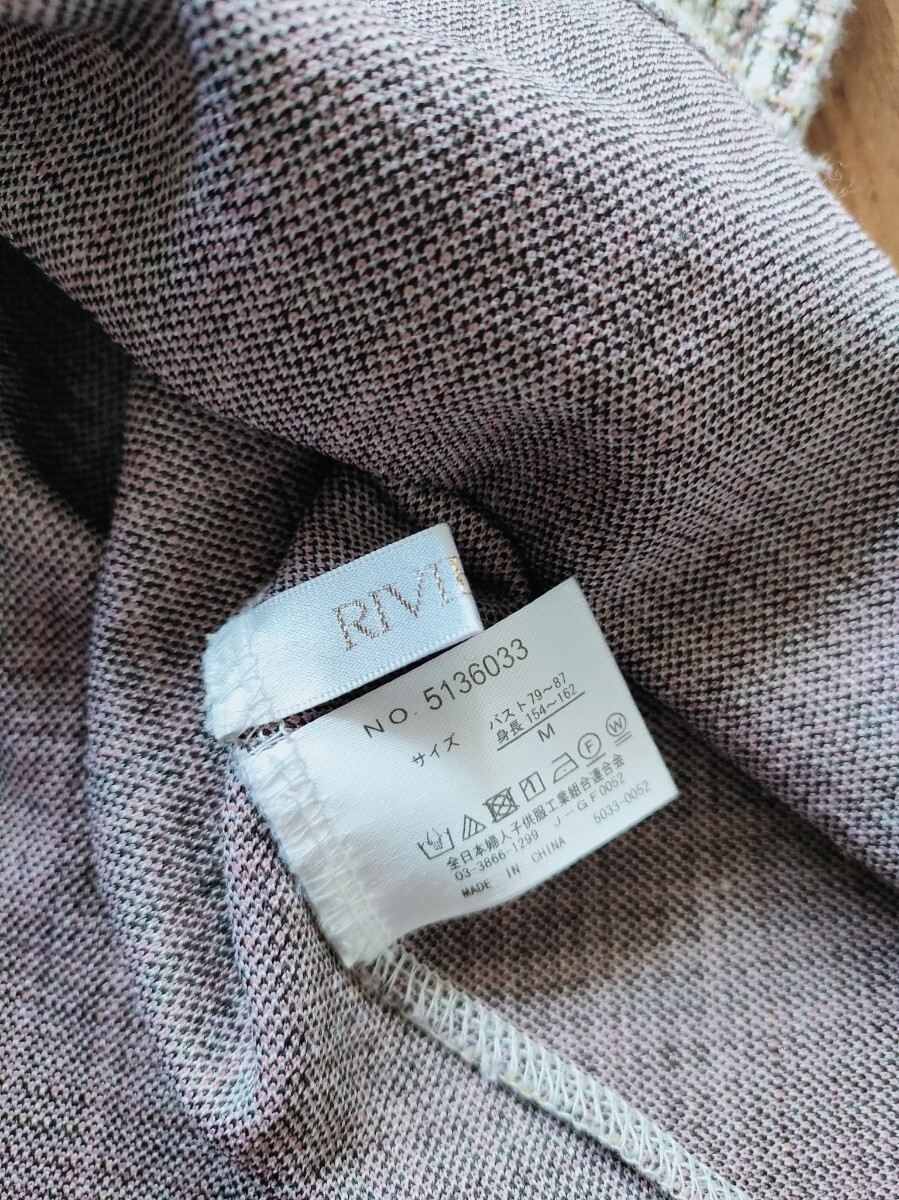 RIVI
NO. 5136033
サイズ
バスト79〜87
身長154〜162
M
F W
全日本婦人子供服工業組合連合会
03-3866-1299 J-GF0052
MADE IN CHINA 5033-0052